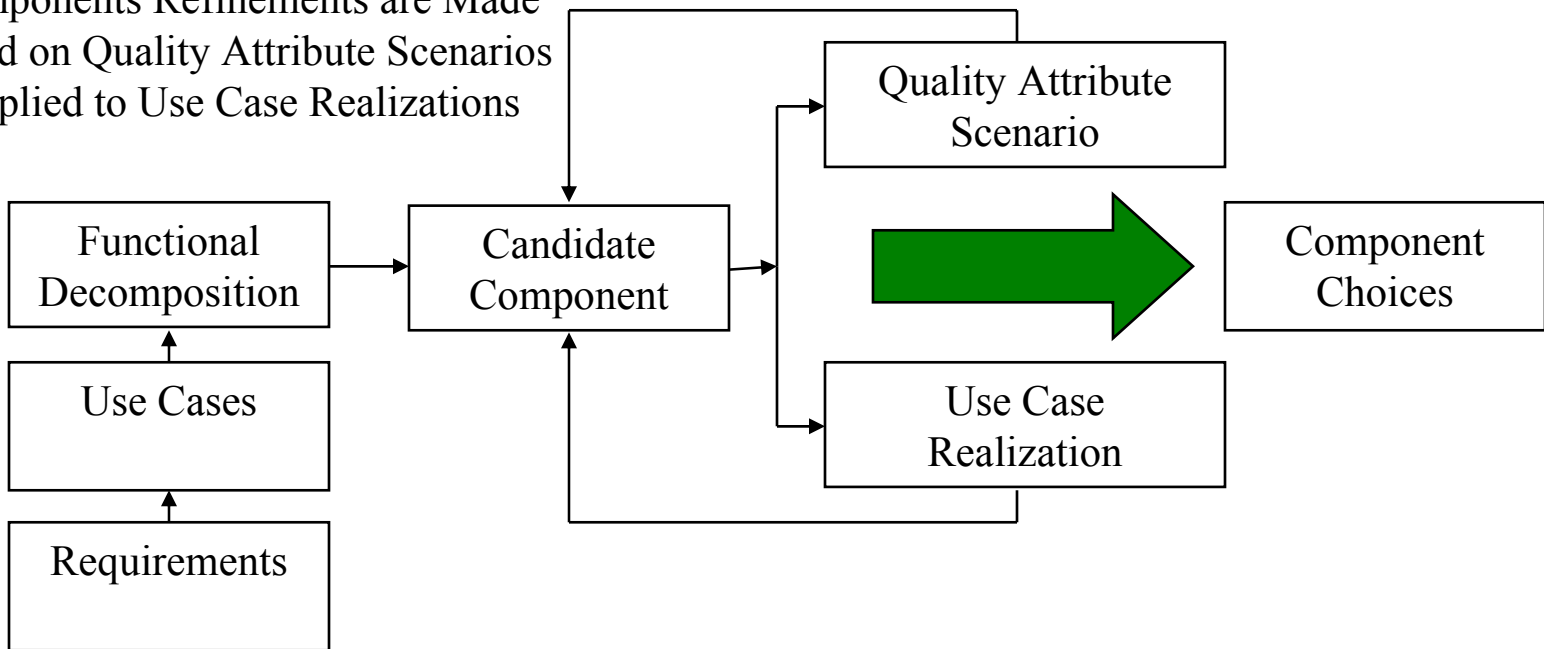 ponents Refinements are Made
d on Quality Attribute Scenarios
plied to Use Case Realizations
Quality Attribute
Scenario
Functional
Decomposition
Candidate
Component
Component
Choices
Use Cases
Use Case
Realization
Requirements